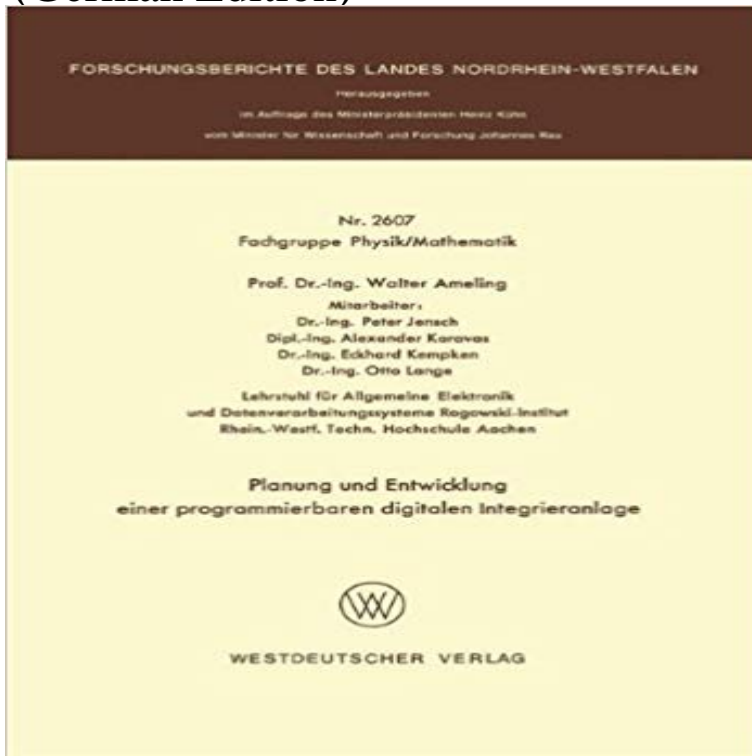 (German Edition)
FORSCHUNGSBERICHTE DES LANDES NORDRHEIN-WESTFALEN
Herausgegeben
im Auftrage des Ministerpräsidenten Heinz Kühn
vom Minister für Wissenschaft und Forschung Johannes Rau
Nr. 2607
Fachgruppe Physik/Mathematik
Prof. Dr.-Ing. Walter Ameling
Mitarbeiter:
Dr.-Ing. Peter Jensch
Dipl.-Ing. Alexander Karavas
Dr.-Ing. Eckhard Kempken
Dr.-Ing. Otto Lange
Lehrstuhl für Allgemeine Elektronik
und Datenverarbeitungssysteme Rogowski-Institut
Rhein.-Westf. Techn. Hochschule Aachen
Planung und Entwicklung
einer programmierbaren digitalen Integrieranlage
WESTDEUTSCHER VERLAG